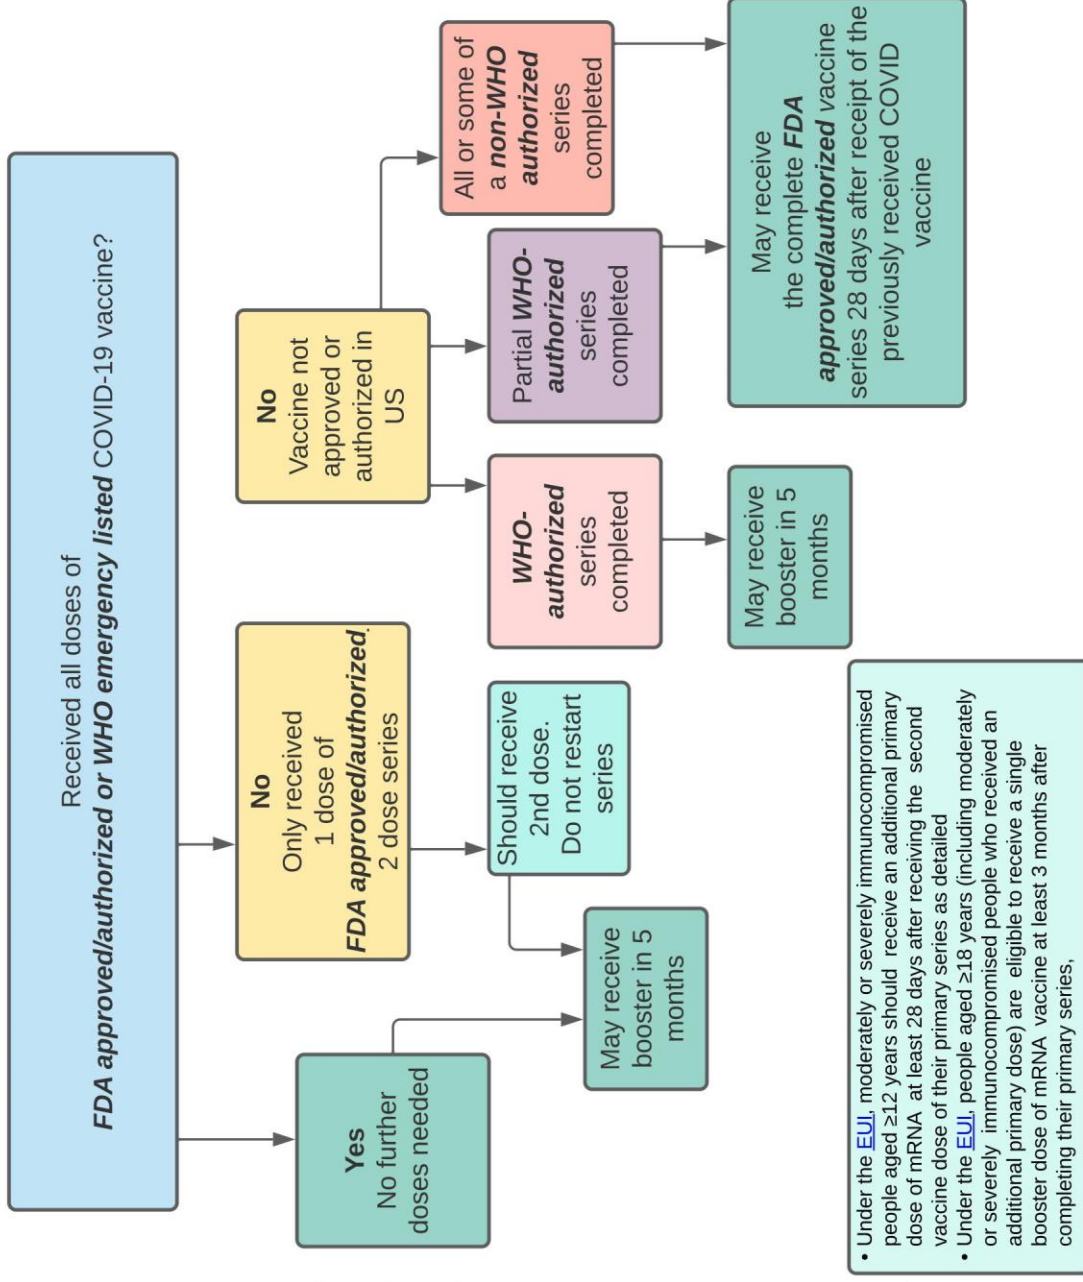 Received all doses of
FDA approved/authorized or WHO emergency listed COVID-19 vaccine?
Yes
No further
doses needed
No
Only received
1 dose of
FDA approved/authorized.
2 dose series
No
Vaccine not
approved or
authorized in
US
May receive
booster in 5
months
Should receive
2nd dose.
Do not restart
series
WHO-
authorized
series
completed
Partial WHO-
authorized
series
completed
All or some of
a non-WHO
authorized
series
completed
May receive
booster in 5
months
May receive
the complete FDA
approved/authorized vaccine
series 28 days after receipt of the
previously received COVID
vaccine
• Under the EUI, moderately or severely immunocompromised
people aged ≥12 years should receive an additional primary
dose of mRNA at least 28 days after receiving the second
vaccine dose of their primary series as detailed
• Under the EUI, people aged ≥18 years (including moderately
or severely immunocompromised people who received an
additional primary dose) are eligible to receive a single
booster dose of mRNA vaccine at least 3 months after
completing their primary series,